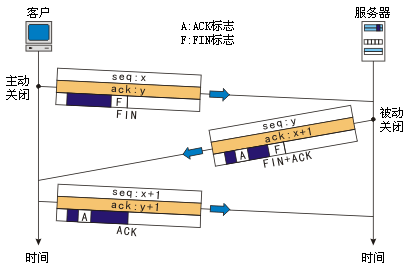 客户
A:ACK标志
F:FIN标志
服务器
主动
关闭
seq:x
ack:y
F
FIN
被动
关闭
seq:y
ack:x+1
A F
FIN+ACK
seq:x+1
ack:y+1
A
ACK
时间
时间